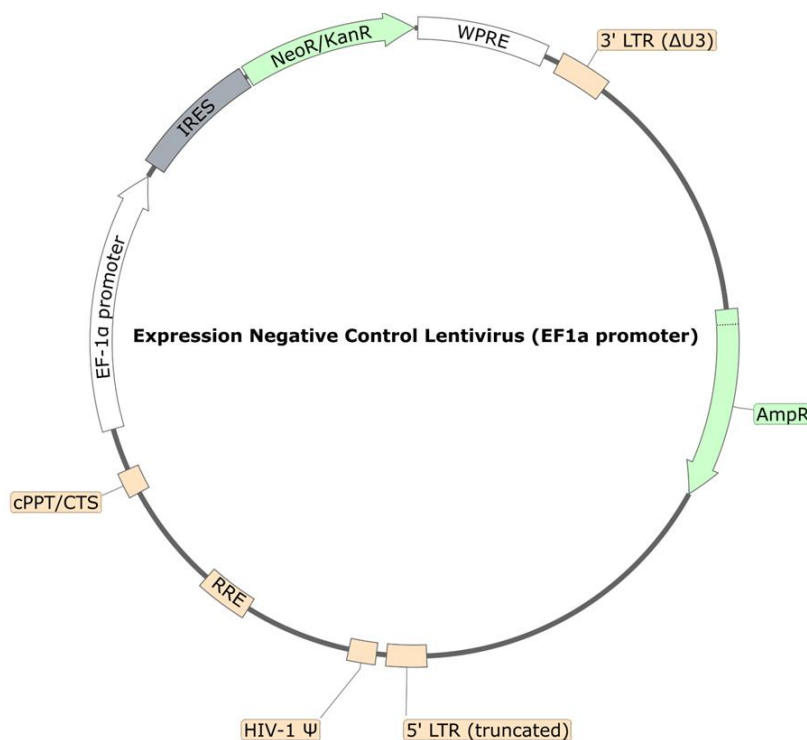 NeoR/KanR
WPRE
3' LTR (ΔU3)
IRES
EF-1α promoter
Expression Negative Control Lentivirus (EF1a promoter)
AmpR
cPPT/CTS
RRE
HIV-1 Ψ
5' LTR (truncated)